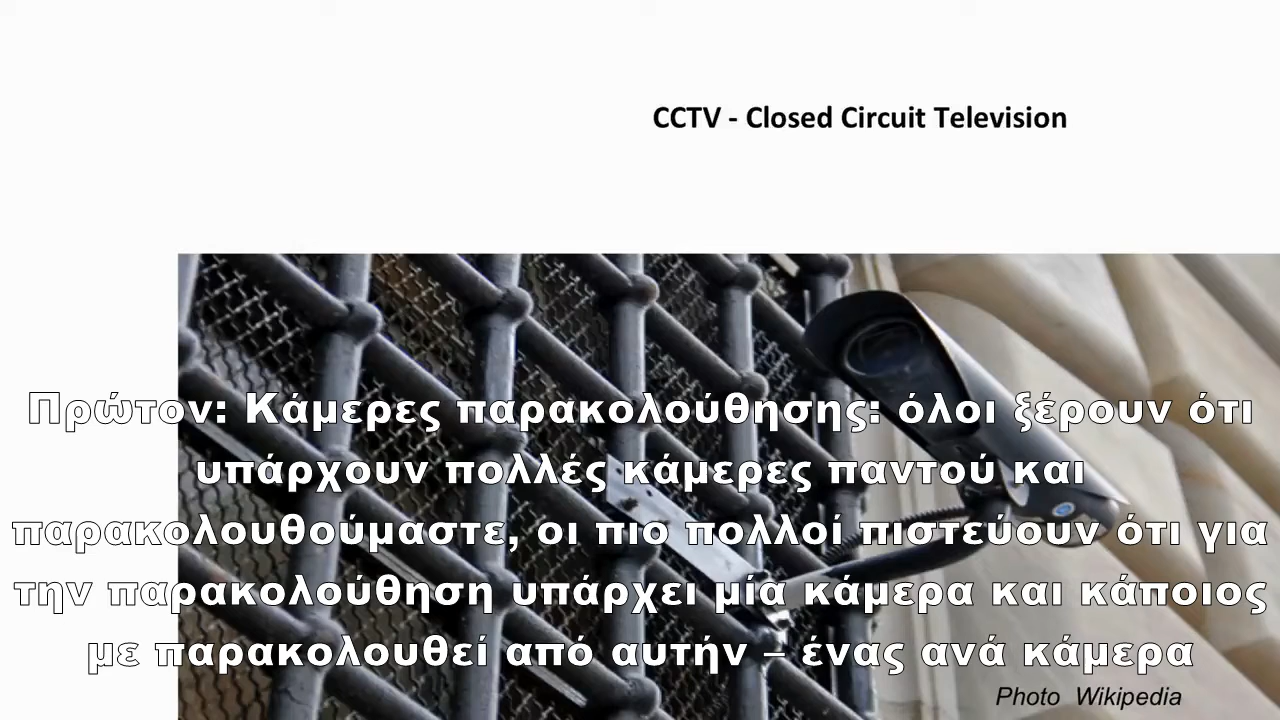 CCTV - Closed Circuit Television
Πρώτον: Κάμερες παρακολούθησης: όλοι ξέρουν ότι
υπάρχουν πολλές κάμερες παντού και
παρακολουθούμαστε, οι πιο πολλοί πιστεύουν ότι για
την παρακολούθηση υπάρχει μία κάμερα και κάποιος
με παρακολουθεί από αυτήν – ένας ανά κάμερα
Photo Wikipedia